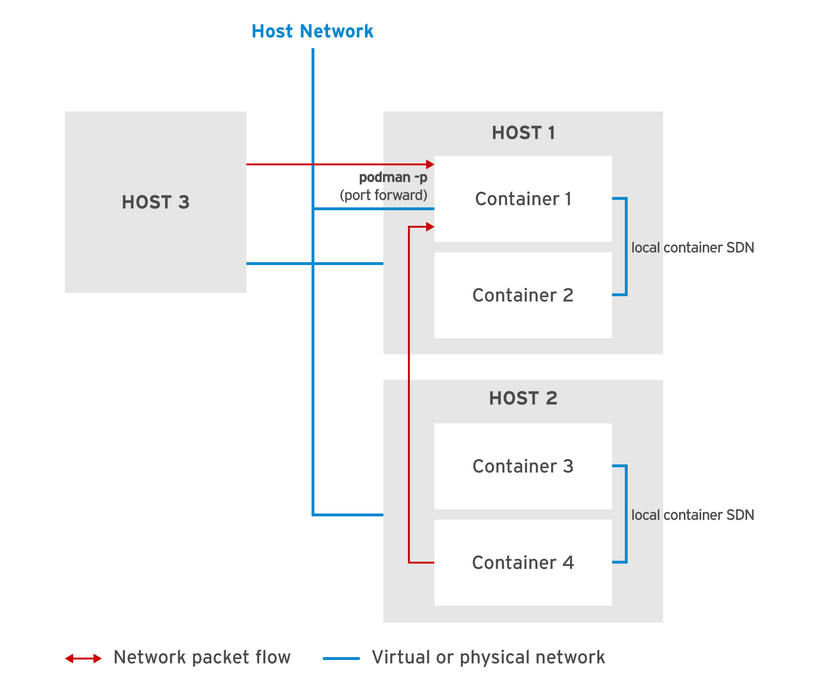 Host Network
HOST 3
HOST 1
podman -p
(port forward)
Container 1
local container SDN
Container 2
HOST 2
Container 3
local container SDN
Container 4
Network packet flow
Virtual or physical network